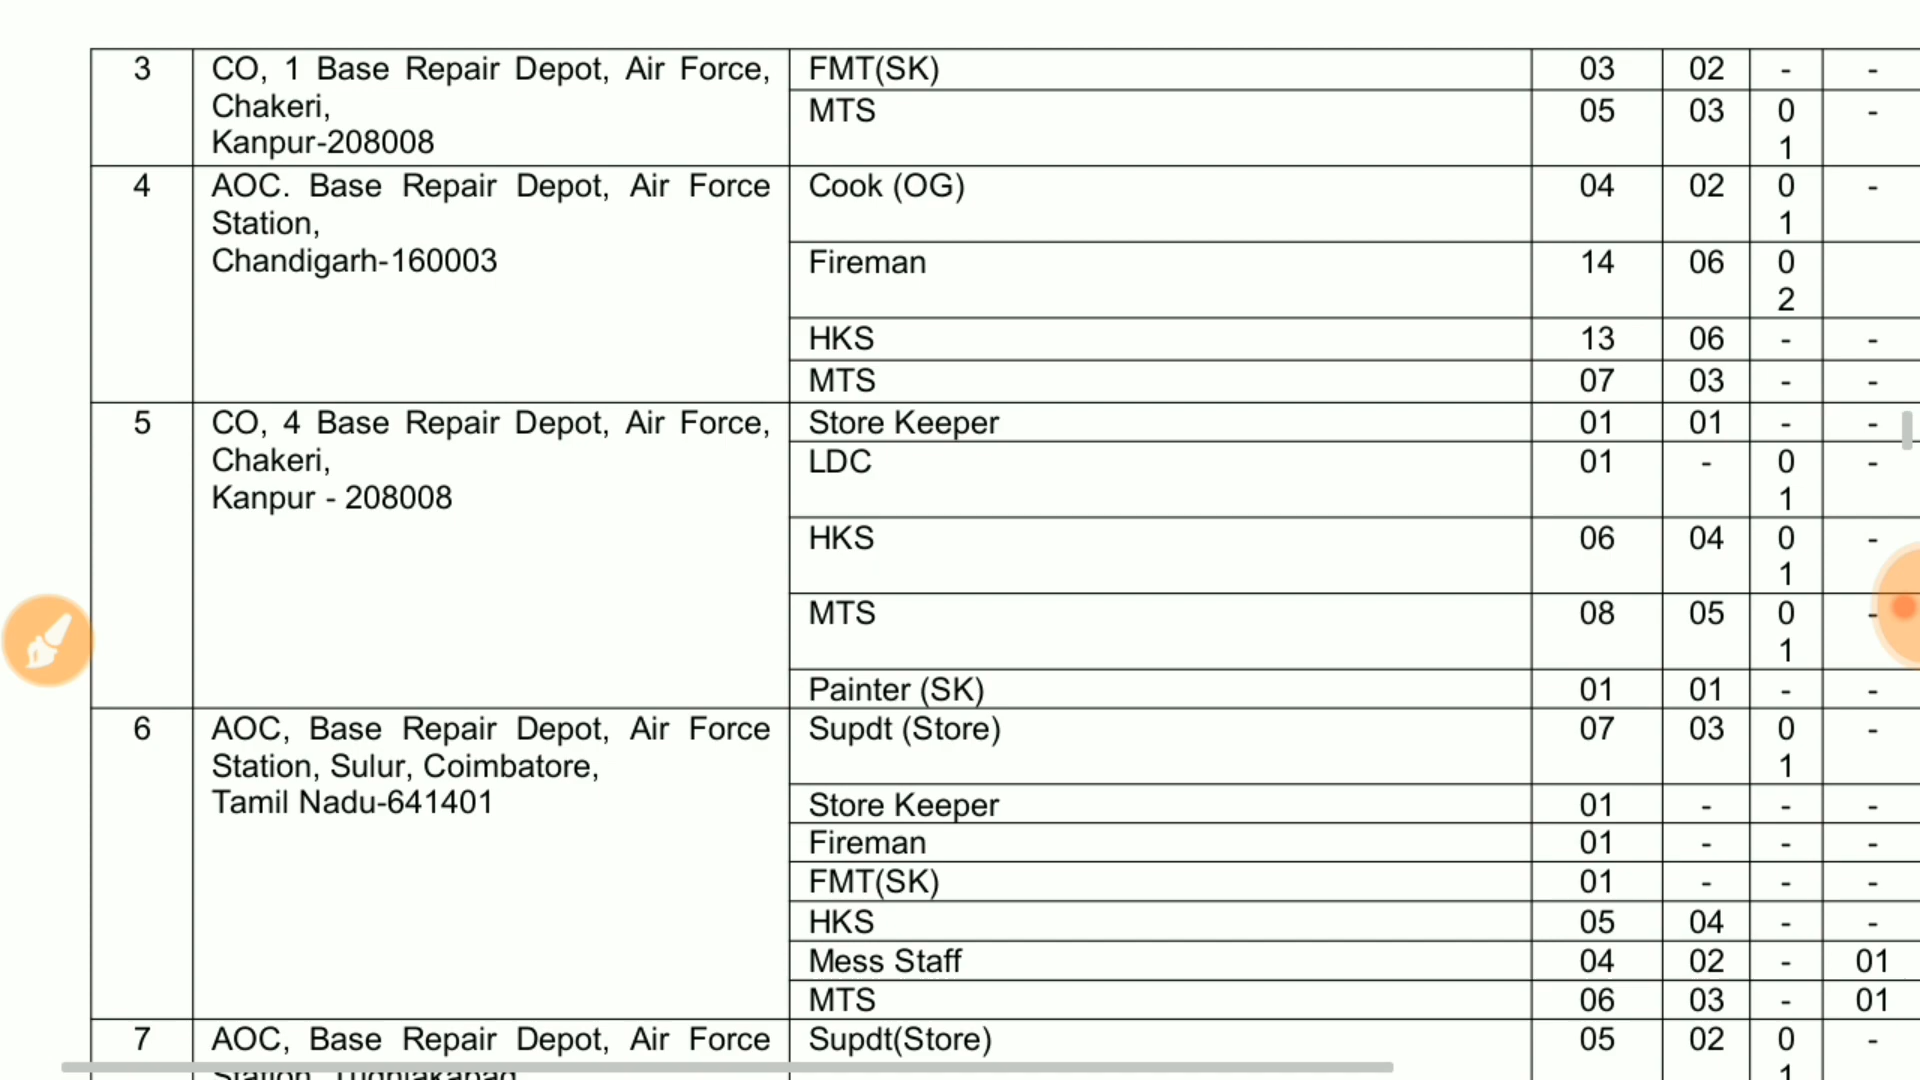 3 CO, 1 Base Repair Depot, Air Force, FMT(SK) 03 02 - -
Chakeri, MTS 05 03 0 -
Kanpur-208008 1
4 AOC. Base Repair Depot, Air Force Cook (OG) 04 02 0 -
Station, 1
Chandigarh-160003 Fireman 14 06 0
2
HKS 13 06 - -
MTS 07 03 - -
5 CO, 4 Base Repair Depot, Air Force, Store Keeper 01 01 - -
Chakeri, LDC 01 - 0 -
Kanpur - 208008 1
HKS 06 04 0 -
1
MTS 08 05 0 -
1
Painter (SK) 01 01 - -
6 AOC, Base Repair Depot, Air Force Supdt (Store) 07 03 0 -
Station, Sulur, Coimbatore, 1
Tamil Nadu-641401 Store Keeper 01 - - -
Fireman 01 - - -
FMT(SK) 01 - - -
HKS 05 04 - -
Mess Staff 04 02 - 01
MTS 06 03 - 01
7 AOC, Base Repair Depot, Air Force Supdt(Store) 05 02 0 -
Station, 1